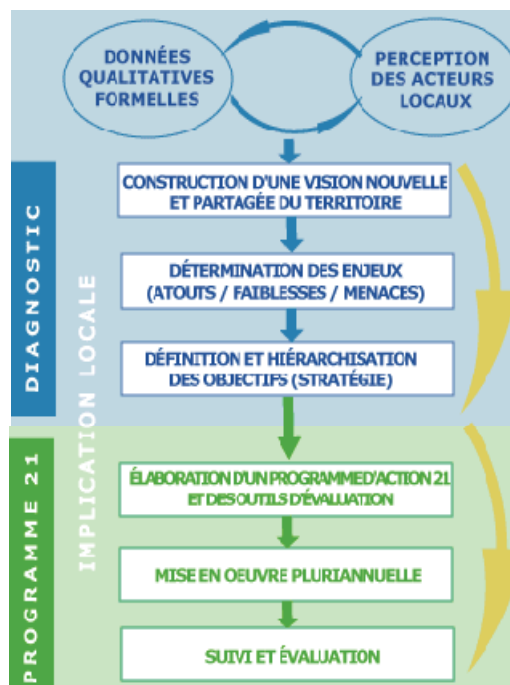 DONNÉES
QUALITATIVES
FORMELLES
PERCEPTION
DES ACTEURS
LOCAUX
DIAGNOSTIC
IMPLICATION LOCALE
CONSTRUCTION D'UNE VISION NOUVELLE
ET PARTAGÉE DU TERRITOIRE
DÉTERMINATION DES ENJEUX
(ATOUTS / FAIBLESSES / MENACES)
DÉFINITION ET HIÉRARCHISATION
DES OBJECTIFS (STRATÉGIE)
PROGRAMME 21
ÉLABORATION D'UN PROGRAMME D'ACTION 21
ET DES OUTILS D'ÉVALUATION
MISE EN OEUVRE PLURIANNUELLE
SUIVI ET ÉVALUATION